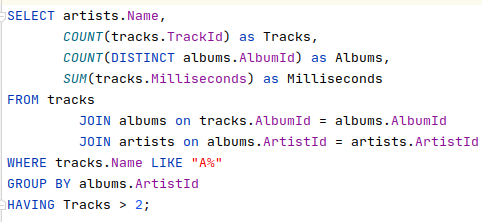 SELECT artists.Name,
       COUNT(tracks.TrackId) as Tracks,
       COUNT(DISTINCT albums.AlbumId) as Albums,
       SUM(tracks.Milliseconds) as Milliseconds
FROM tracks
         JOIN albums on tracks.AlbumId = albums.AlbumId
         JOIN artists on albums.ArtistId = artists.ArtistId
WHERE tracks.Name LIKE "A%"
GROUP BY albums.ArtistId
HAVING Tracks > 2;